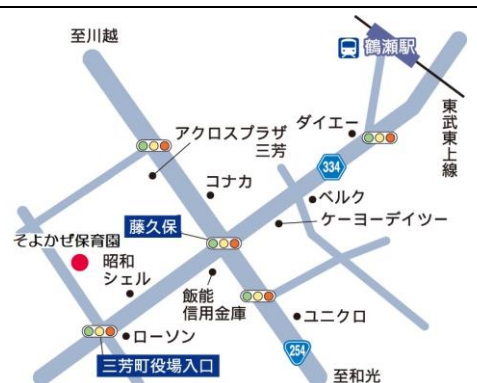 至川越
鶴瀬駅
東武東上線
ダイエー
アクロスプラザ
三芳
334
コナカ
ベルク
ケーヨーデイツー
藤久保
そよかぜ保育園
昭和
シェル
飯能
信用金庫
ユニクロ
ローソン
三芳町役場入口
254
至和光